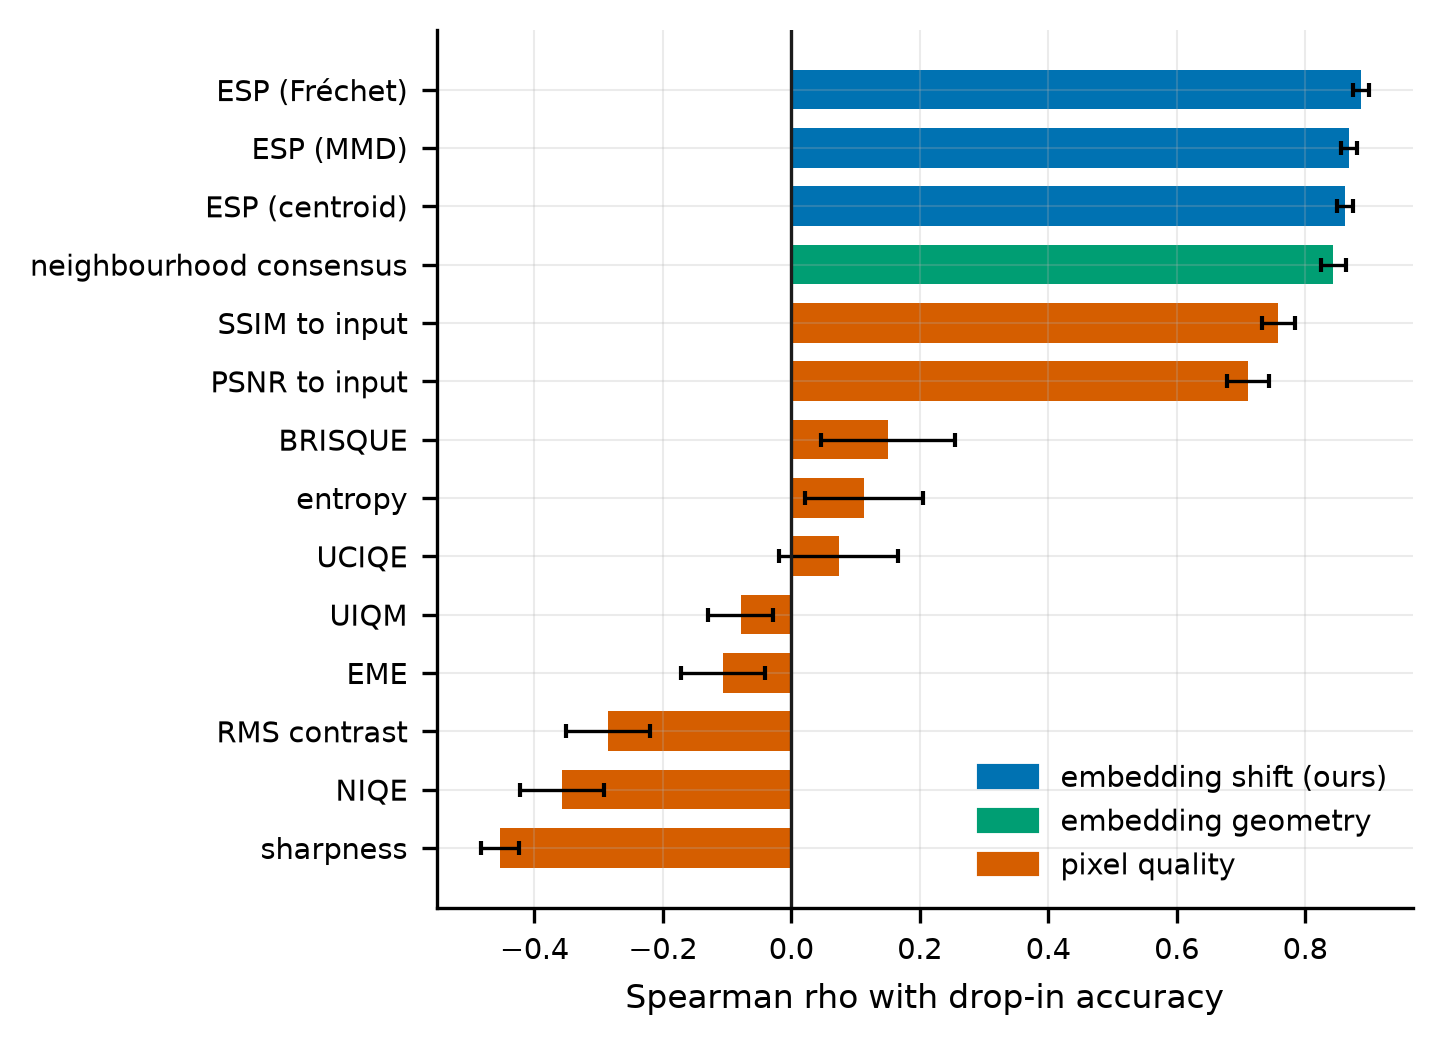 ESP (Fréchet)
ESP (MMD)
ESP (centroid)
neighbourhood consensus
SSIM to input
PSNR to input
BRISQUE
entropy
UCIQE
UIQM
EME
RMS contrast
NIQE
sharpness
embedding shift (ours)
embedding geometry
pixel quality
−0.4 −0.2 0.0 0.2 0.4 0.6 0.8
Spearman rho with drop-in accuracy